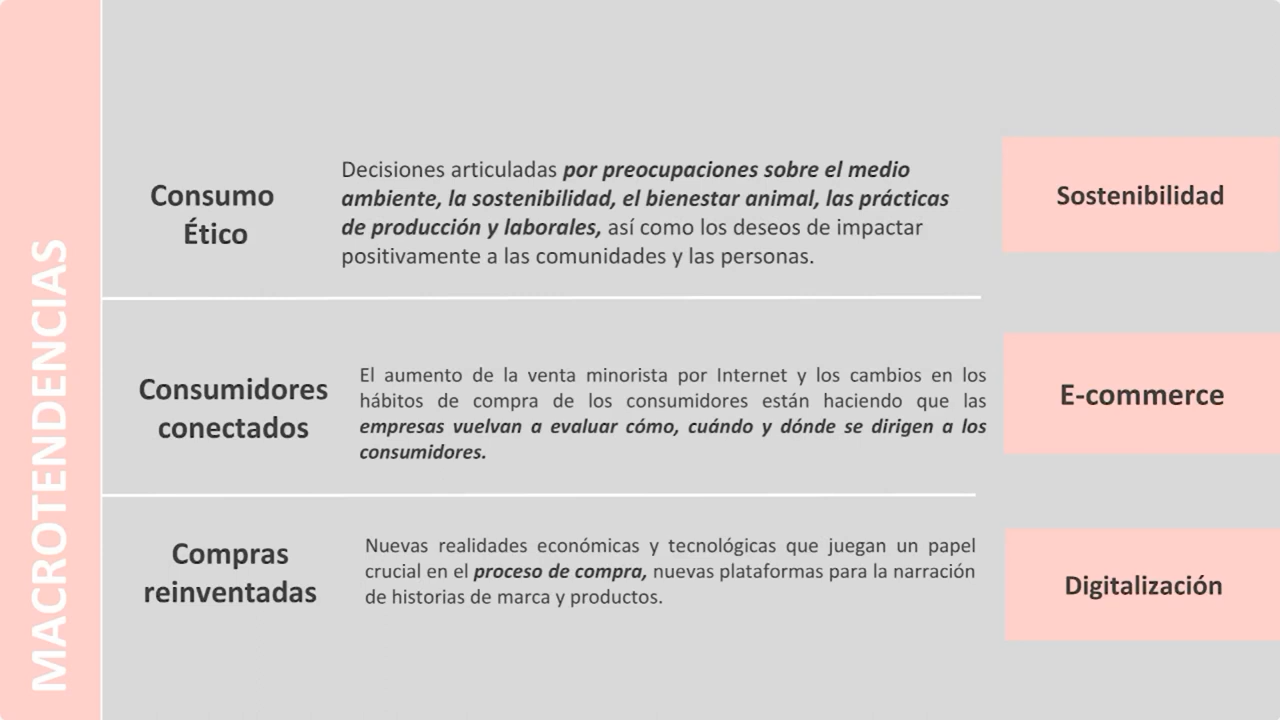 MACROTENDENCIAS
Consumo
Ético
Decisiones articuladas por preocupaciones sobre el medio
ambiente, la sostenibilidad, el bienestar animal, las prácticas
de producción y laborales, así como los deseos de impactar
positivamente a las comunidades y las personas.
Sostenibilidad
Consumidores
conectados
El aumento de la venta minorista por Internet y los cambios en los
hábitos de compra de los consumidores están haciendo que las
empresas vuelvan a evaluar cómo, cuándo y dónde se dirigen a los
consumidores.
E-commerce
Compras
reinventadas
Nuevas realidades económicas y tecnológicas que juegan un papel
crucial en el proceso de compra, nuevas plataformas para la narración
de historias de marca y productos.
Digitalización